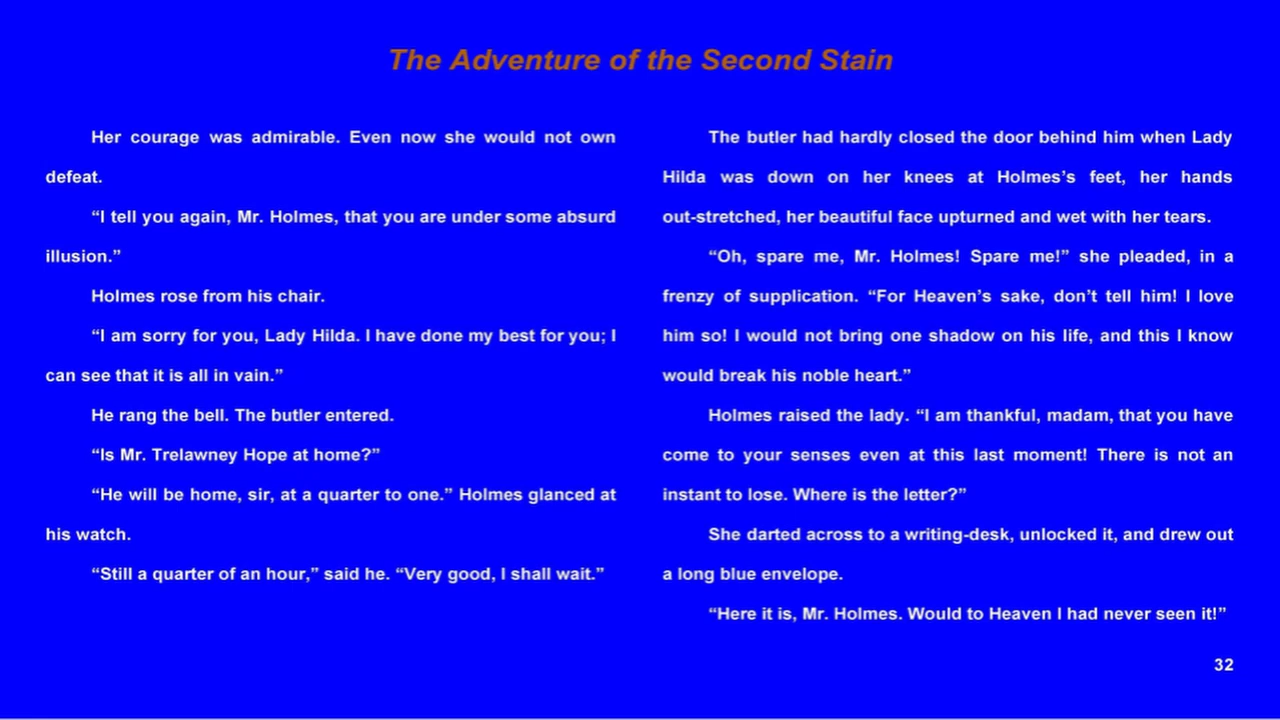 The Adventure of the Second Stain
Her courage was admirable. Even now she would not own
defeat.
“I tell you again, Mr. Holmes, that you are under some absurd
illusion.”
Holmes rose from his chair.
“I am sorry for you, Lady Hilda. I have done my best for you; I
can see that it is all in vain.”
He rang the bell. The butler entered.
“Is Mr. Trelawney Hope at home?”
“He will be home, sir, at a quarter to one.” Holmes glanced at
his watch.
“Still a quarter of an hour,” said he. “Very good, I shall wait.”
The butler had hardly closed the door behind him when Lady
Hilda was down on her knees at Holmes’s feet, her hands
out-stretched, her beautiful face upturned and wet with her tears.
“Oh, spare me, Mr. Holmes! Spare me!” she pleaded, in a
frenzy of supplication. “For Heaven’s sake, don’t tell him! I love
him so! I would not bring one shadow on his life, and this I know
would break his noble heart.”
Holmes raised the lady. “I am thankful, madam, that you have
come to your senses even at this last moment! There is not an
instant to lose. Where is the letter?”
She darted across to a writing-desk, unlocked it, and drew out
a long blue envelope.
“Here it is, Mr. Holmes. Would to Heaven I had never seen it!”
32